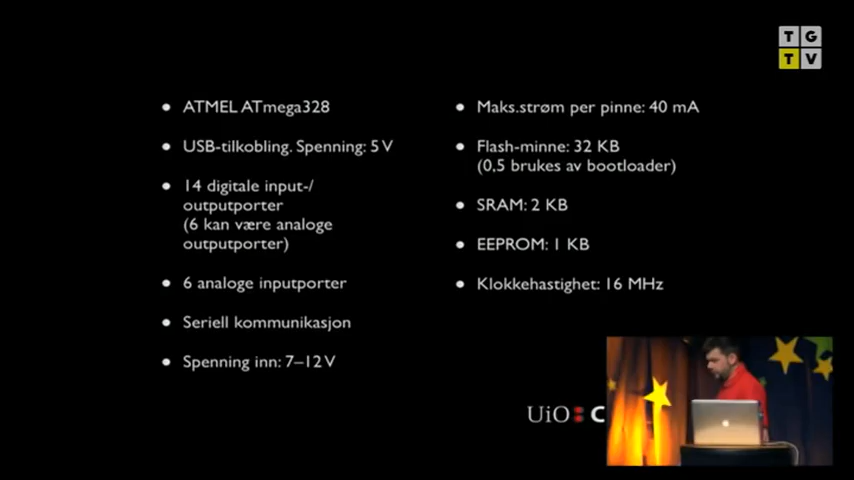 TG
TV
• ATMEL ATmega328
• USB-tilkobling. Spenning: 5 V
• 14 digitale input-/
outputporter
(6 kan være analoge
outputporter)
• 6 analoge inputporter
• Seriell kommunikasjon
• Spenning inn: 7–12 V
• Maks.strøm per pinne: 40 mA
• Flash-minne: 32 KB
(0,5 brukes av bootloader)
• SRAM: 2 KB
• EEPROM: 1 KB
• Klokkehastighet: 16 MHz
UiO:C